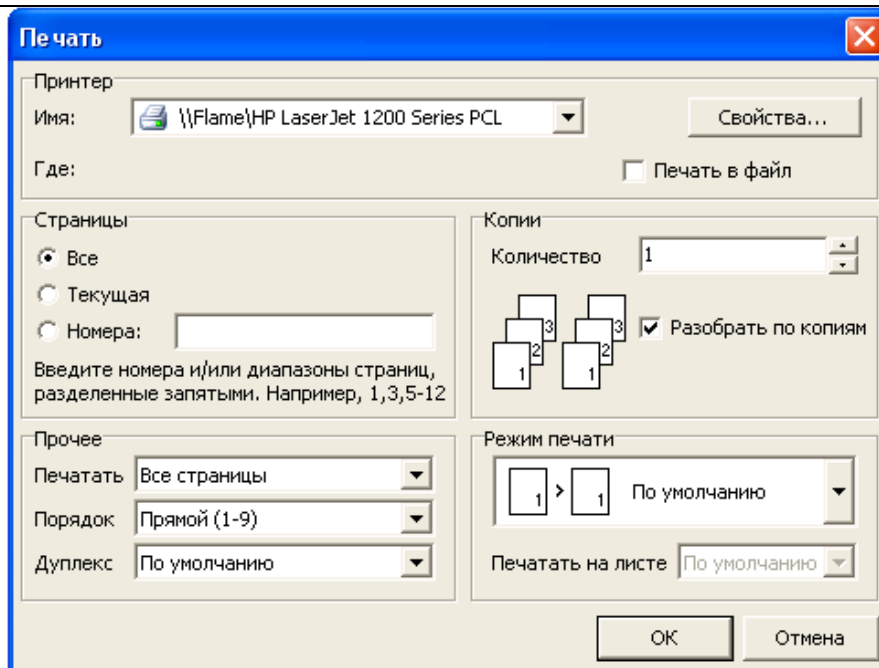 Печать
Принтер
Имя: \\Flame\HP LaserJet 1200 Series PCL Свойства...
Где: Печать в файл
Страницы
Все
Текущая
Номера:
Введите номера и/или диапазоны страниц,
разделенные запятыми. Например, 1,3,5-12
Копии
Количество 1
3 3
2 2
1 1
Разобрать по копиям
Прочее
Печатать Все страницы
Порядок Прямой (1-9)
Дуплекс По умолчанию
Режим печати
1 > 1 По умолчанию
Печатать на листе По умолчанию
ОК Отмена